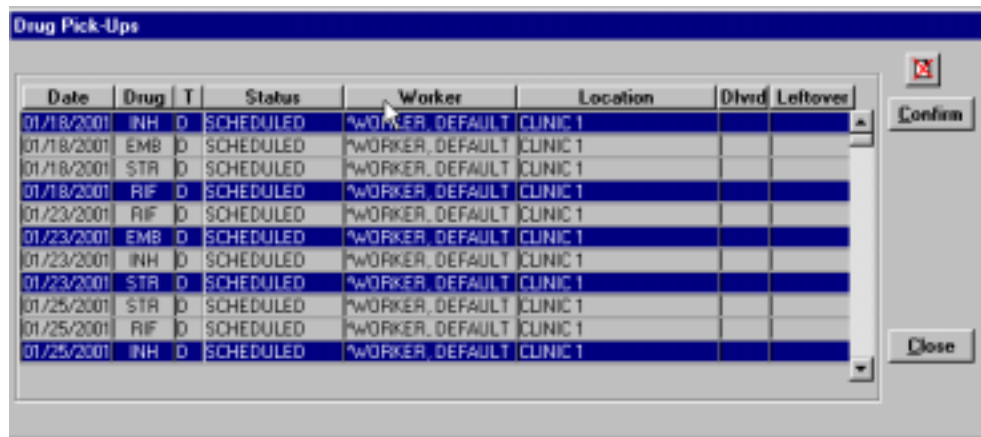 Drug Pick-Ups
Date Drug T Status Worker Location Dlvrd Leftover
01/18/2001 INH D SCHEDULED *WORKER, DEFAULT CLINIC 1
01/18/2001 EMB D SCHEDULED *WORKER, DEFAULT CLINIC 1
01/18/2001 STR D SCHEDULED *WORKER, DEFAULT CLINIC 1
01/18/2001 RIF D SCHEDULED *WORKER, DEFAULT CLINIC 1
01/23/2001 RIF D SCHEDULED *WORKER, DEFAULT CLINIC 1
01/23/2001 EMB D SCHEDULED *WORKER, DEFAULT CLINIC 1
01/23/2001 INH D SCHEDULED *WORKER, DEFAULT CLINIC 1
01/23/2001 STR D SCHEDULED *WORKER, DEFAULT CLINIC 1
01/25/2001 STR D SCHEDULED *WORKER, DEFAULT CLINIC 1
01/25/2001 RIF D SCHEDULED *WORKER, DEFAULT CLINIC 1
01/25/2001 INH D SCHEDULED *WORKER, DEFAULT CLINIC 1
Confirm
Close